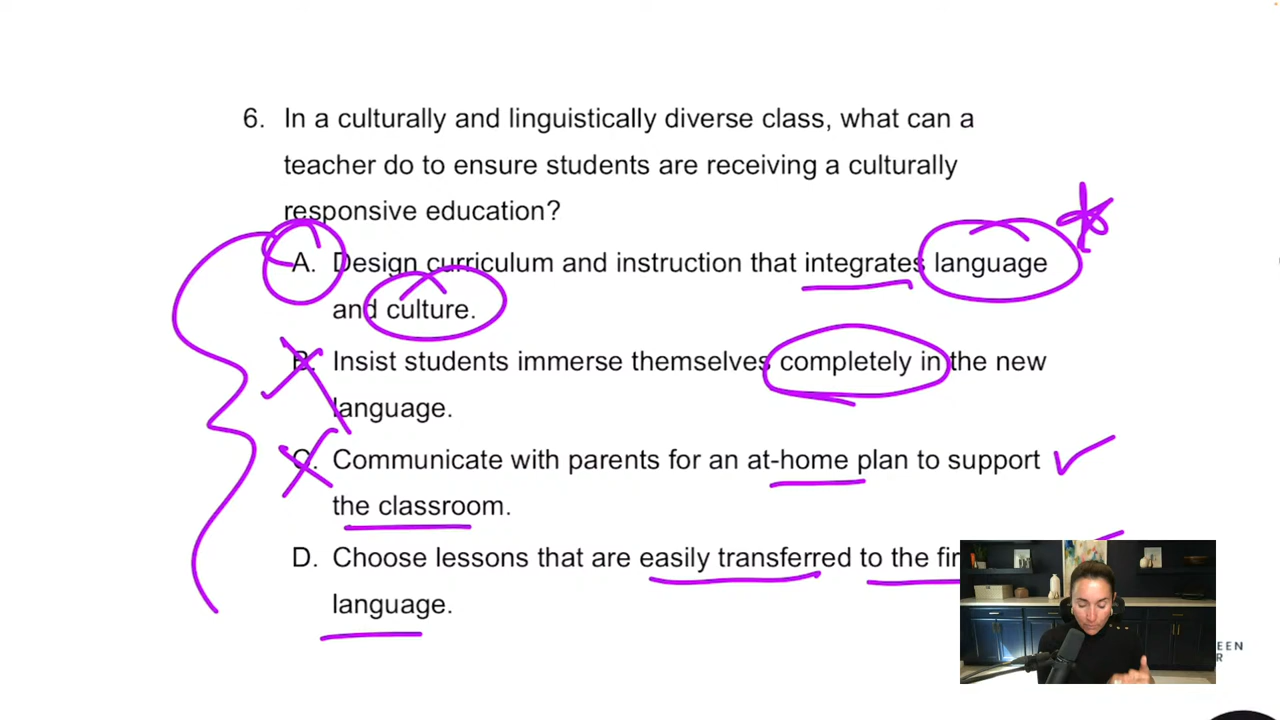 6. In a culturally and linguistically diverse class, what can a
teacher do to ensure students are receiving a culturally
responsive education?
A. Design curriculum and instruction that integrates language
and culture.
B. Insist students immerse themselves completely in the new
language.
C. Communicate with parents for an at-home plan to support
the classroom.
D. Choose lessons that are easily transferred to the
language.